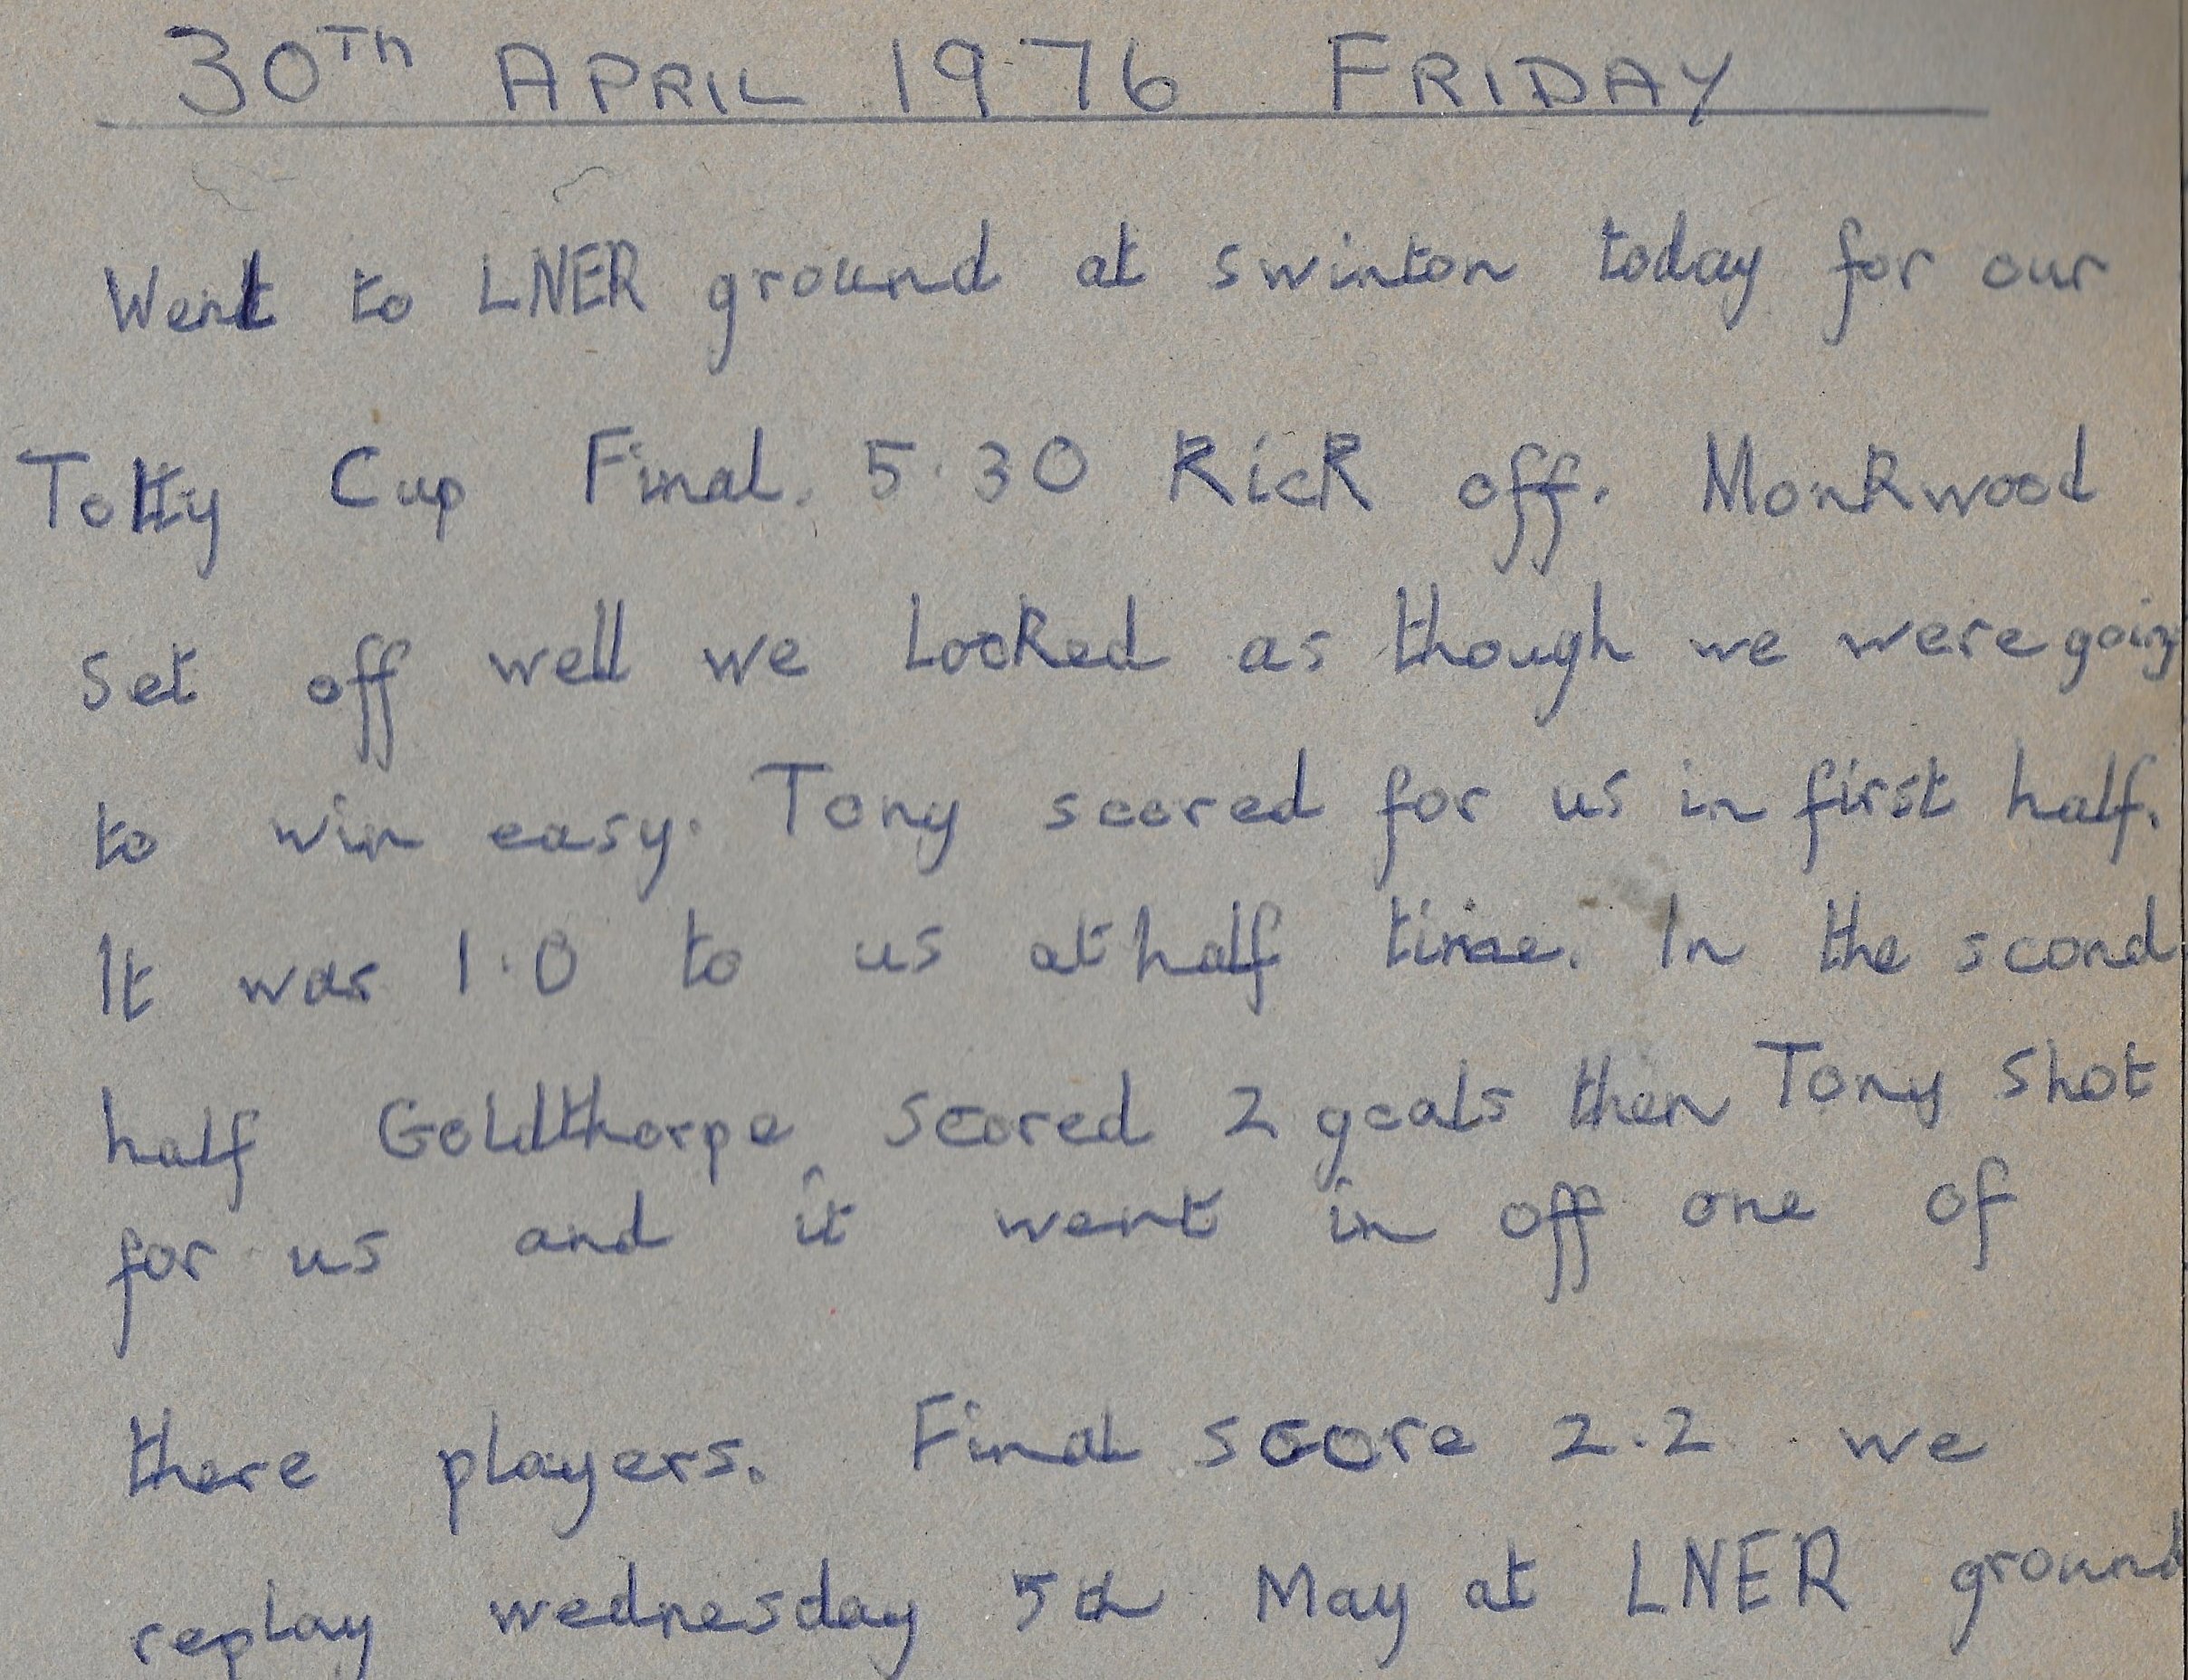 30Th APRIL 1976 FRIDAY
Went to LNER ground at swinton today for our
Totty Cup Final. 5.30 Kick off. Monkwood
set off well we Looked as though we were going
to win easy. Tony scored for us in first half.
It was 1.0 to us at half time. In the scond
half Goldthorpe scored 2 goals then Tony shot
for us and it went in off one of
there players. Final score 2.2 we
replay wednesday 5th May at LNER ground